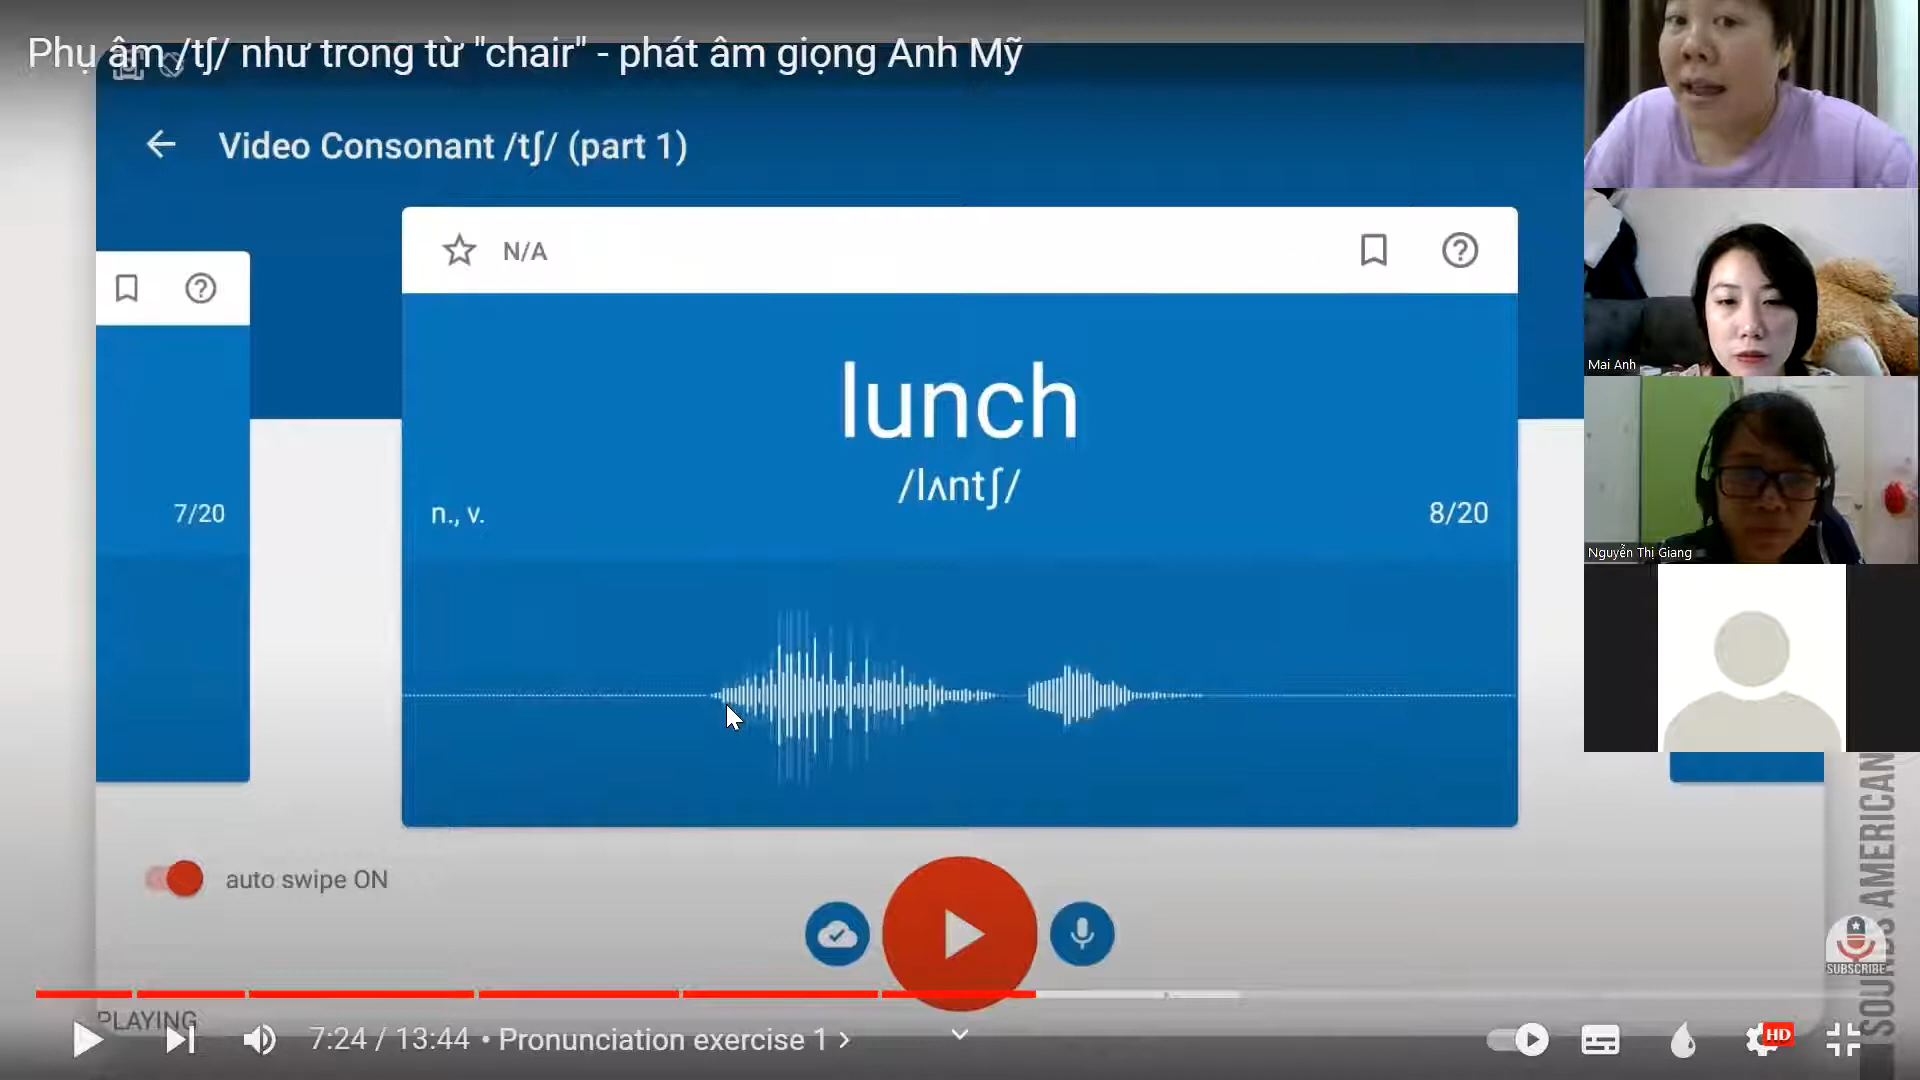 Phụ âm /tʃ/ như trong từ "chair" - phát âm giọng Anh Mỹ
Video Consonant /tʃ/ (part 1)
N/A
lunch
/lʌntʃ/
7/20
n., v.
8/20
Mai Anh
Nguyễn Thị Giang
auto swipe ON
SOUNDS AMERICAN
SUBSCRIBE
PLAYING
7:24 / 13:44 • Pronunciation exercise 1
HD